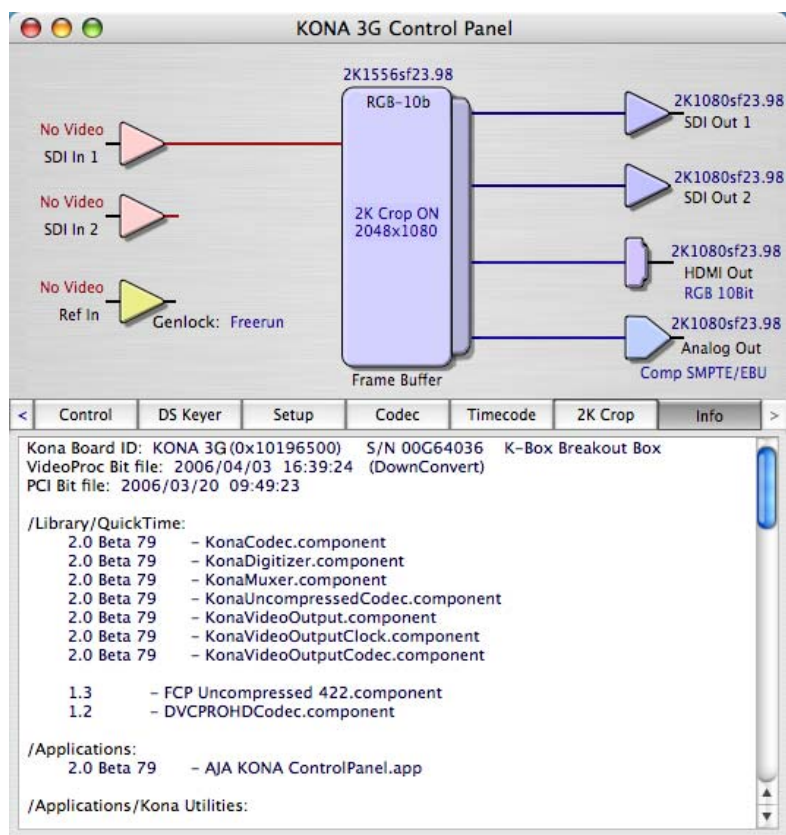 KONA 3G Control Panel
2K1556sf23.98
RGB-10b
2K Crop ON
2048x1080
Frame Buffer
No Video
SDI In 1
No Video
SDI In 2
No Video
Ref In
Genlock: Freerun
2K1080sf23.98
SDI Out 1
2K1080sf23.98
SDI Out 2
2K1080sf23.98
HDMI Out
RGB 10Bit
2K1080sf23.98
Analog Out
Comp SMPTE/EBU
< Control DS Keyer Setup Codec Timecode 2K Crop Info >
Kona Board ID: KONA 3G(0x10196500) S/N 00G64036 K-Box Breakout Box
VideoProc Bit file: 2006/04/03 16:39:24 (DownConvert)
PCI Bit file: 2006/03/20 09:49:23
/Library/QuickTime:
2.0 Beta 79 - KonaCodec.component
2.0 Beta 79 - KonaDigitizer.component
2.0 Beta 79 - KonaMuxer.component
2.0 Beta 79 - KonaUncompressedCodec.component
2.0 Beta 79 - KonaVideoOutput.component
2.0 Beta 79 - KonaVideoOutputClock.component
2.0 Beta 79 - KonaVideoOutputCodec.component
1.3 - FCP Uncompressed 422.component
1.2 - DVCPROHDCodec.component
/Applications:
2.0 Beta 79 - AJA KONA ControlPanel.app
/Applications/Kona Utilities: